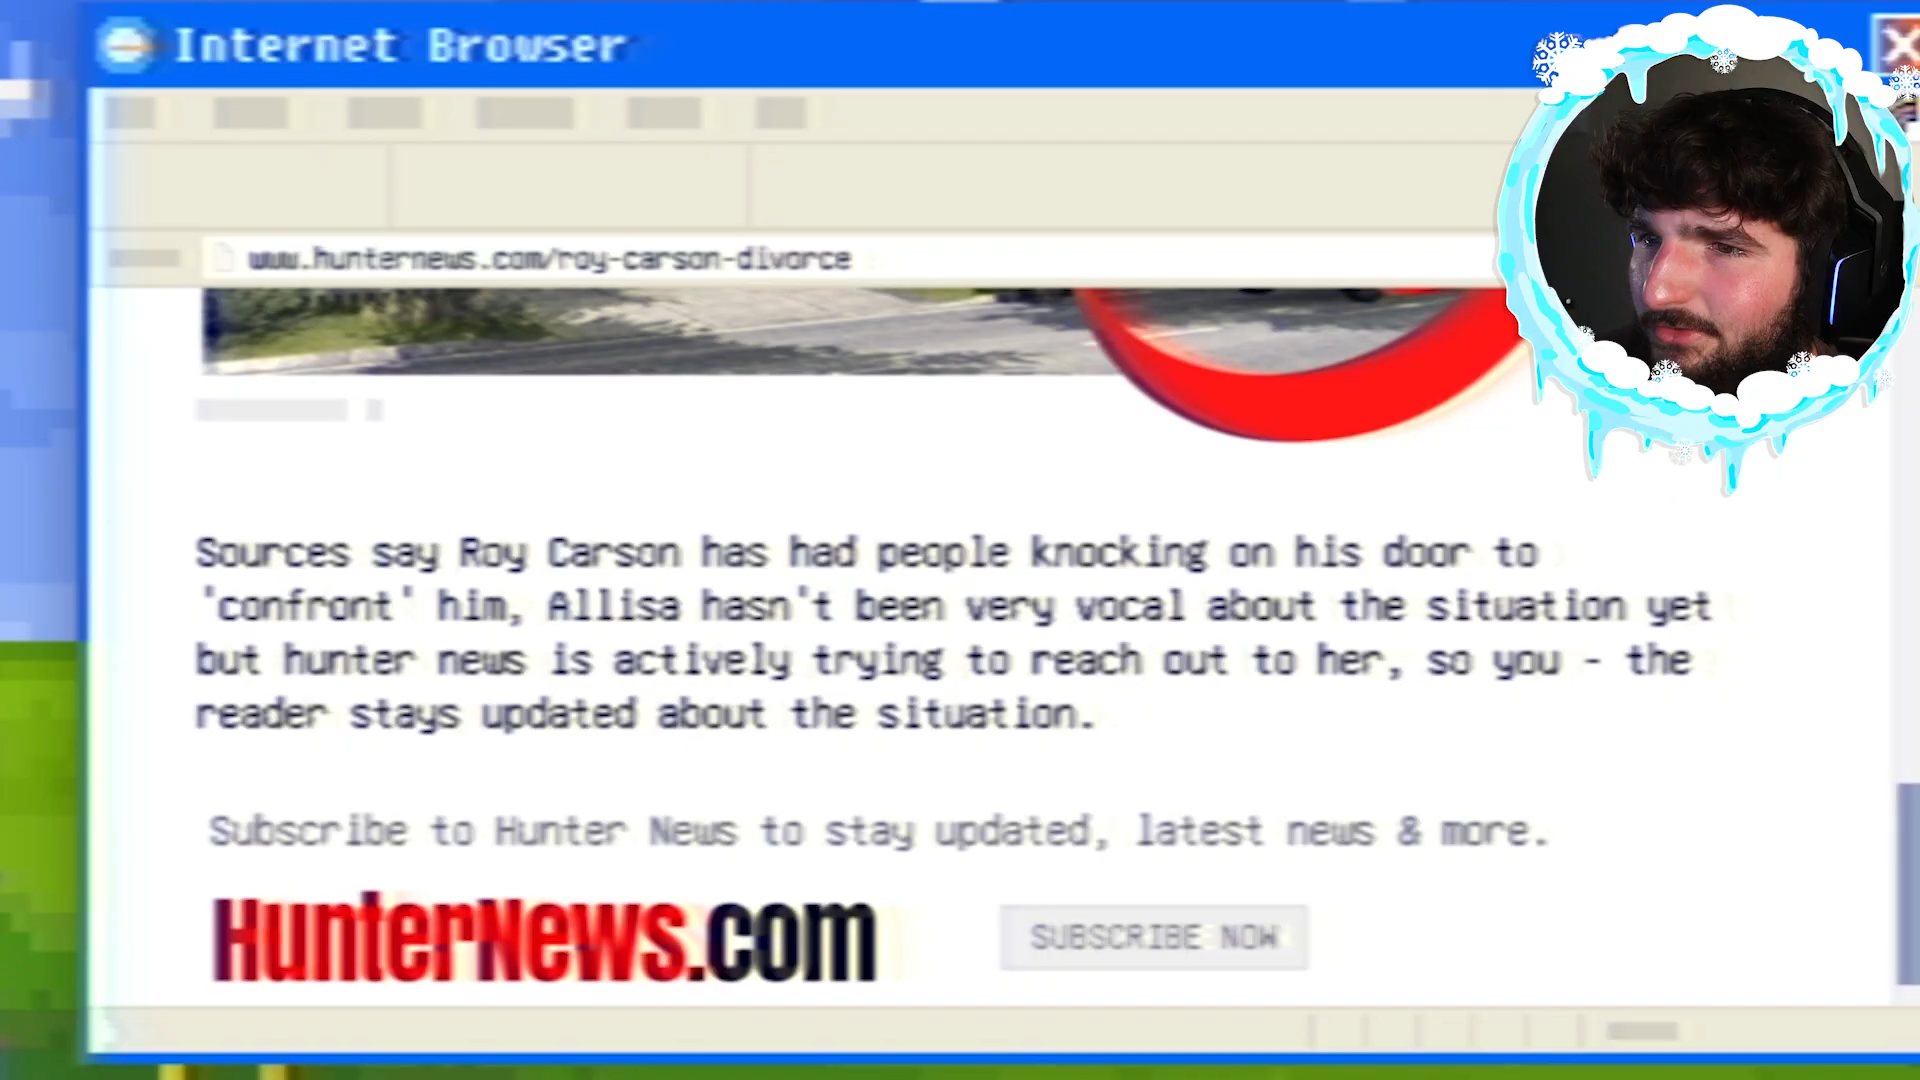 Internet Browser
www.hunternews.com/roy-carson-divorce
Sources say Roy Carson has had people knocking on his door to
'confront' him, Allisa hasn't been very vocal about the situation yet
but hunter news is actively trying to reach out to her, so you - the
reader stays updated about the situation.
Subscribe to Hunter News to stay updated, latest news & more.
HunterNews.com
SUBSCRIBE NOW